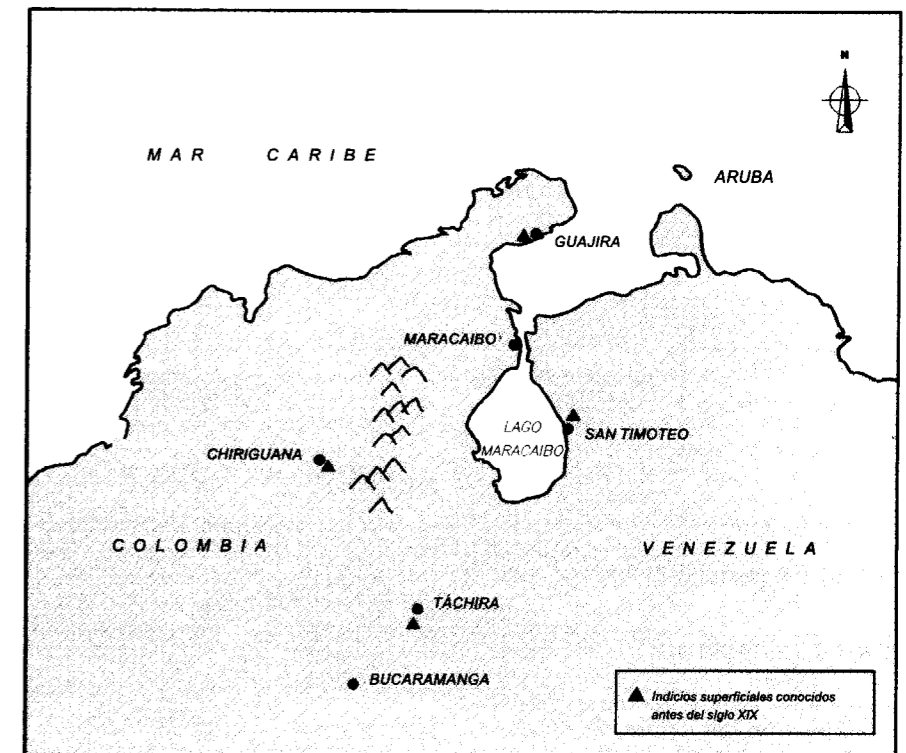 N
MAR CARIBE
ARUBA
GUAJIRA
MARACAIBO
LAGO
MARACAIBO
SAN TIMOTEO
CHIRIGUANA
COLOMBIA
VENEZUELA
TÁCHIRA
BUCARAMANGA
Indicios superficiales conocidos
antes del siglo XIX